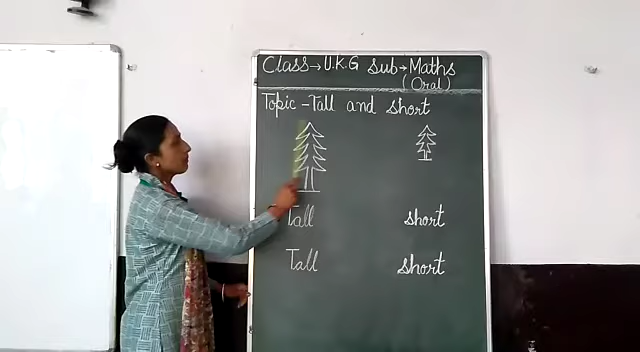 Class→U.K.G Sub→Maths
(Oral)
Topic -Tall and short
Tall short
Tall short